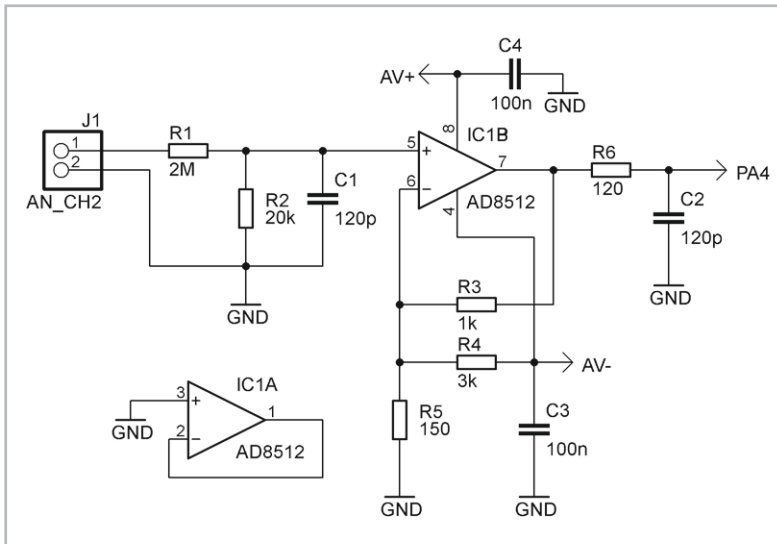 C4
AV+
100n
GND
J1
1
2
AN_CH2
R1
2M
R2
20k
C1
120p
GND
IC1B
8
5
+
6
−
7
4
AD8512
R6
120
PA4
C2
120p
GND
R3
1k
R4
3k
AV-
R5
150
GND
C3
100n
GND
IC1A
3
+
2
−
1
GND
AD8512